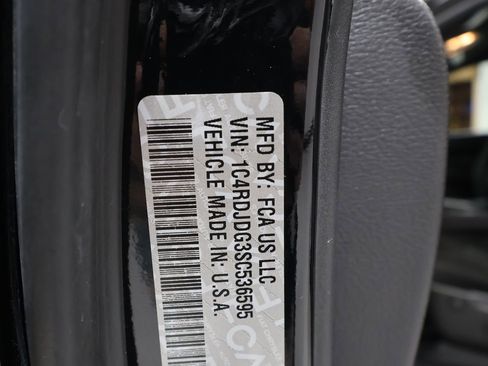 MFD BY: FCA US LLC
VIN: 1C4RDJDG3SC536595
VEHICLE MADE IN: U.S.A.